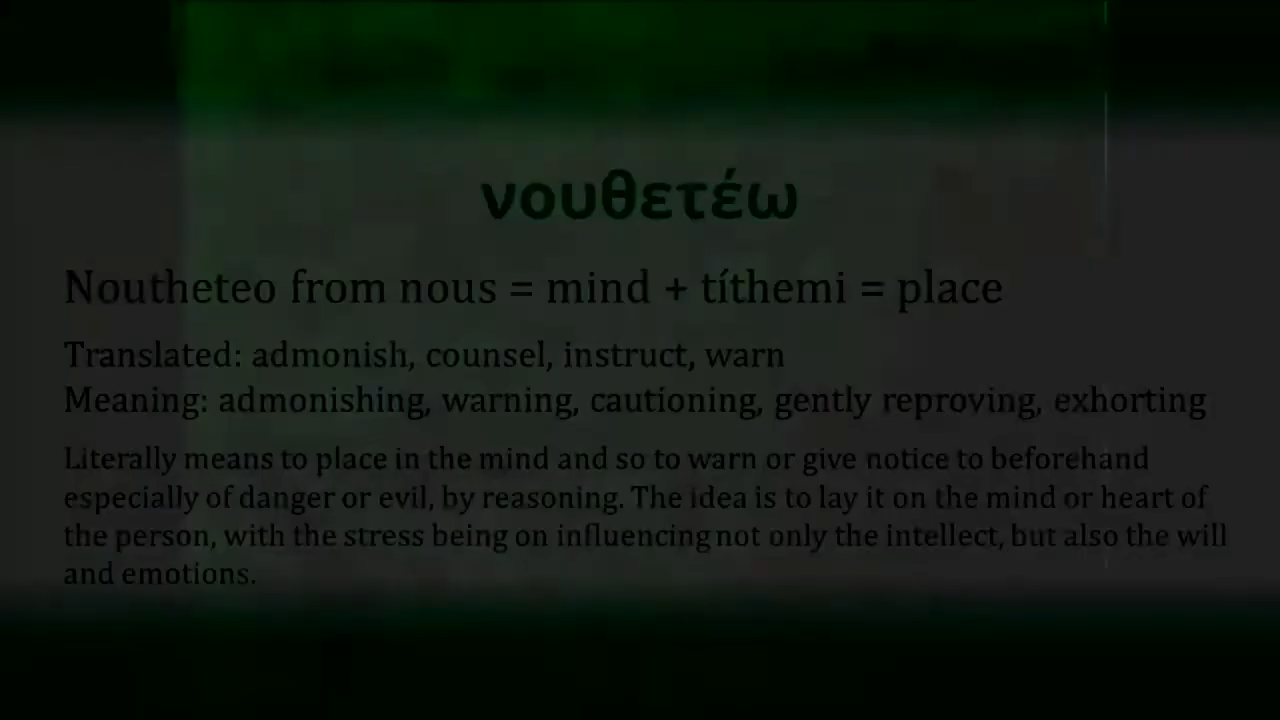 νουθετέω
Noutheteo from nous = mind + títhemi = place
Translated: admonish, counsel, instruct, warn
Meaning: admonishing, warning, cautioning, gently reproving, exhorting
Literally means to place in the mind and so to warn or give notice to beforehand
especially of danger or evil, by reasoning. The idea is to lay it on the mind or heart of
the person, with the stress being on influencing not only the intellect, but also the will
and emotions.